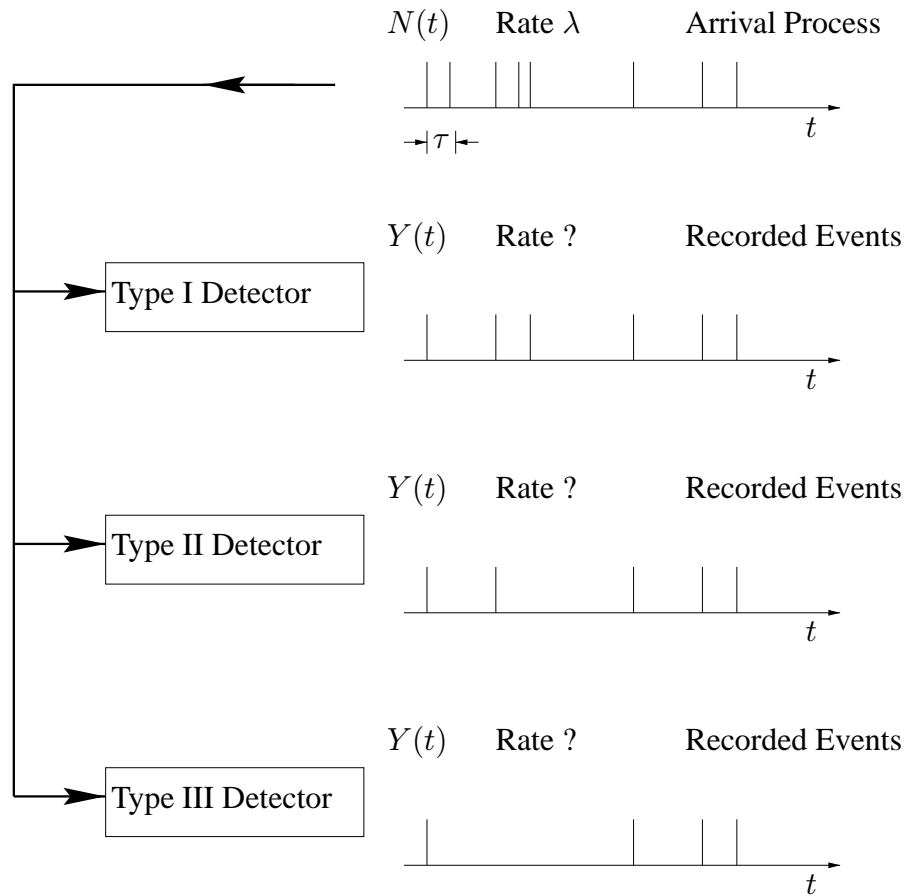 N(t) Rate λ Arrival Process
t
τ
Y(t) Rate ? Recorded Events
Type I Detector
t
Y(t) Rate ? Recorded Events
Type II Detector
t
Y(t) Rate ? Recorded Events
Type III Detector
t